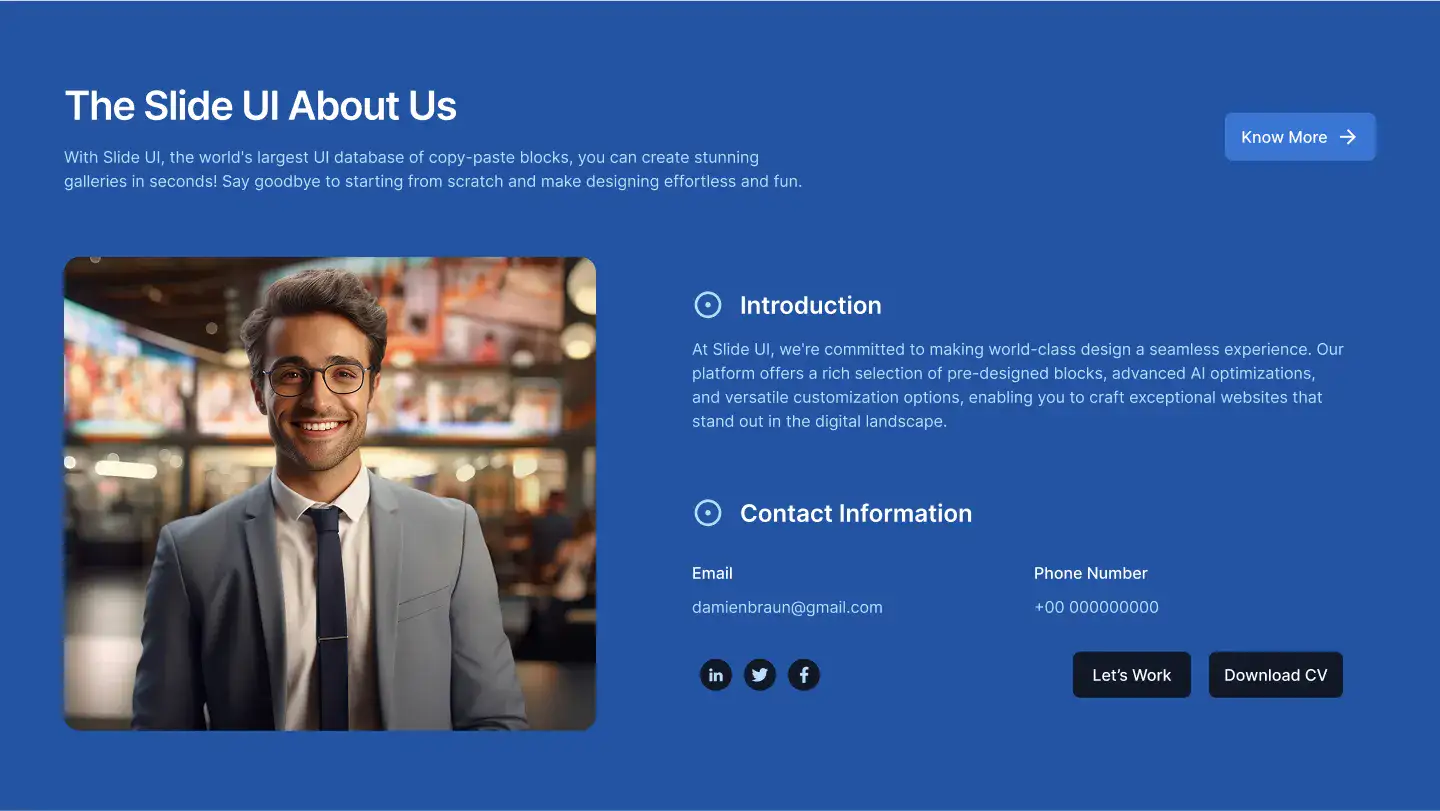 The Slide UI About Us
With Slide UI, the world's largest UI database of copy-paste blocks, you can create stunning
galleries in seconds! Say goodbye to starting from scratch and make designing effortless and fun.
Know More
Introduction
At Slide UI, we're committed to making world-class design a seamless experience. Our
platform offers a rich selection of pre-designed blocks, advanced AI optimizations,
and versatile customization options, enabling you to craft exceptional websites that
stand out in the digital landscape.
Contact Information
Email
damienbraun@gmail.com
Phone Number
+00 000000000
in
f
Let’s Work
Download CV